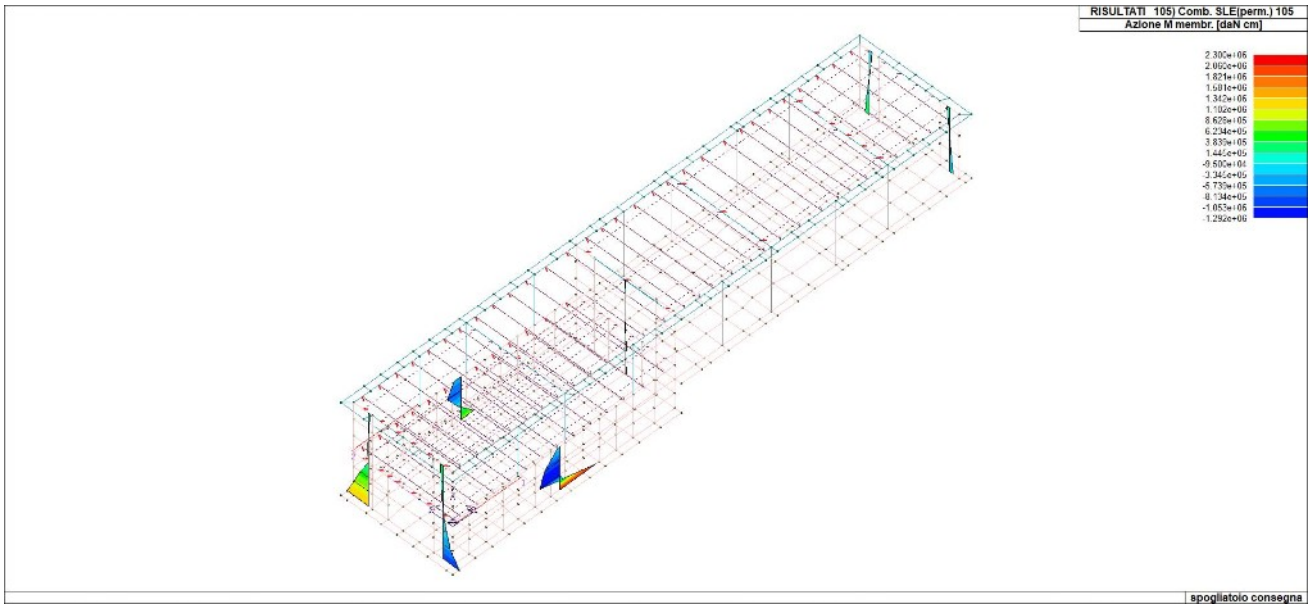 RISULTATI 105) Comb. SLE(perm.) 105
Azione M membr. [daN cm]
2.300e+06
2.060e+06
1.821e+06
1.581e+06
1.342e+06
1.102e+06
8.628e+05
6.234e+05
3.839e+05
1.445e+05
-9.500e+04
-3.345e+05
-5.739e+05
-8.134e+05
-1.053e+06
-1.292e+06
spogliatoio consegna